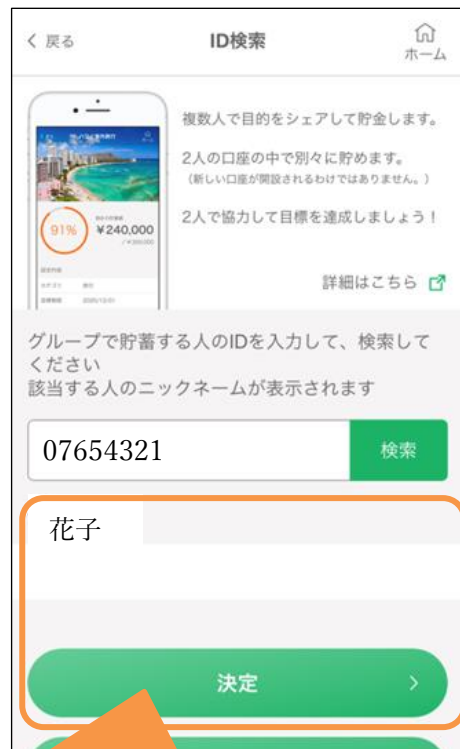 戻る
ID検索
ホーム
複数人で目的をシェアして貯金します。
2人の口座の中で別々に貯めます。
(新しい口座が開設されるわけではありません。)
2人で協力して目標を達成しましょう！
91%
¥240,000
詳細はこちら
グループで貯蓄する人のIDを入力して、検索して
ください
該当する人のニックネームが表示されます
07654321
検索
花子
決定